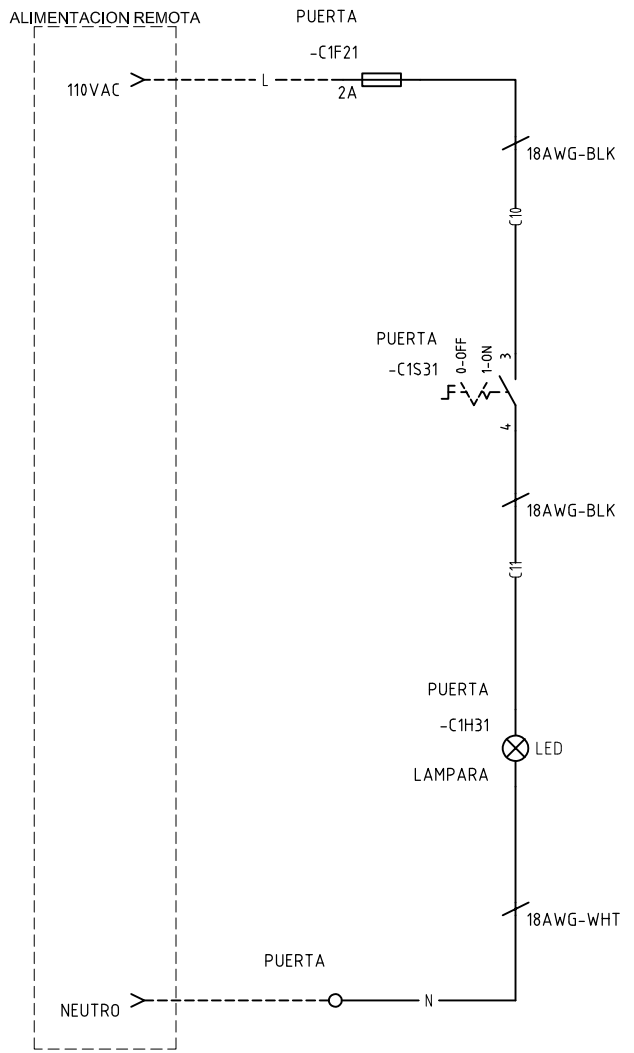 ALIMENTACION REMOTA
PUERTA
-C1F21
110VAC
L
2A
18AWG-BLK
C10
PUERTA
-C1S31
0-OFF
1-ON
3
4
18AWG-BLK
C11
PUERTA
-C1H31
LED
LAMPARA
18AWG-WHT
PUERTA
NEUTRO
N